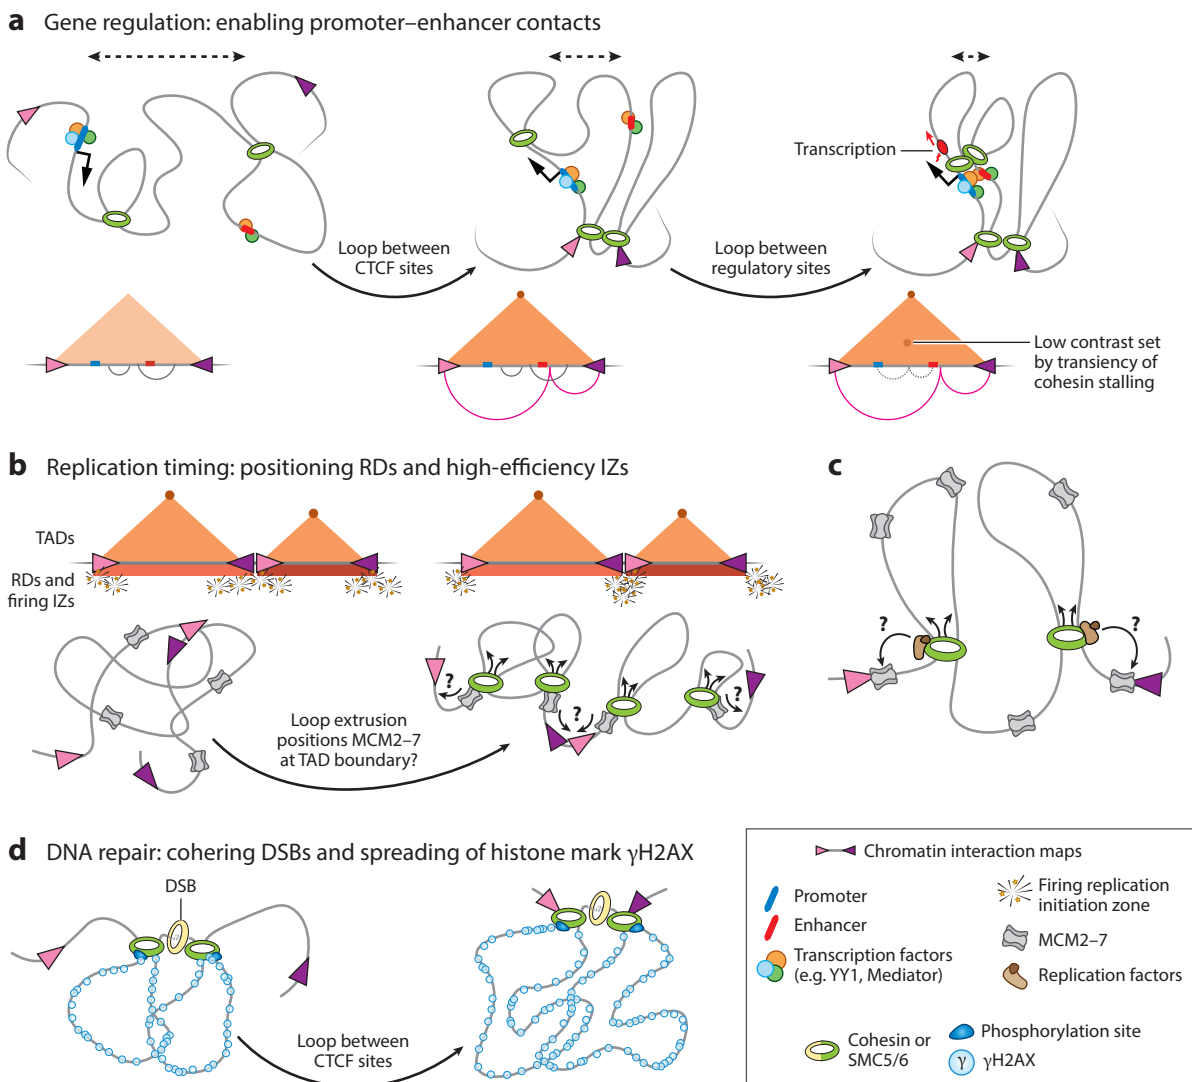 a Gene regulation: enabling promoter–enhancer contacts
Transcription
Loop between
CTCF sites
Loop between
regulatory sites
Low contrast set
by transiency of
cohesin stalling
b Replication timing: positioning RDs and high-efficiency IZs
c
TADs
RDs and
firing IZs
?
?
?
?
?
Loop extrusion
positions MCM2–7
at TAD boundary?
d DNA repair: cohering DSBs and spreading of histone mark γH2AX
DSB
Loop between
CTCF sites
Chromatin interaction maps
Promoter
Enhancer
Transcription factors
(e.g. YY1, Mediator)
Firing replication
initiation zone
MCM2–7
Replication factors
Cohesin or
SMC5/6
Phosphorylation site
γ γH2AX